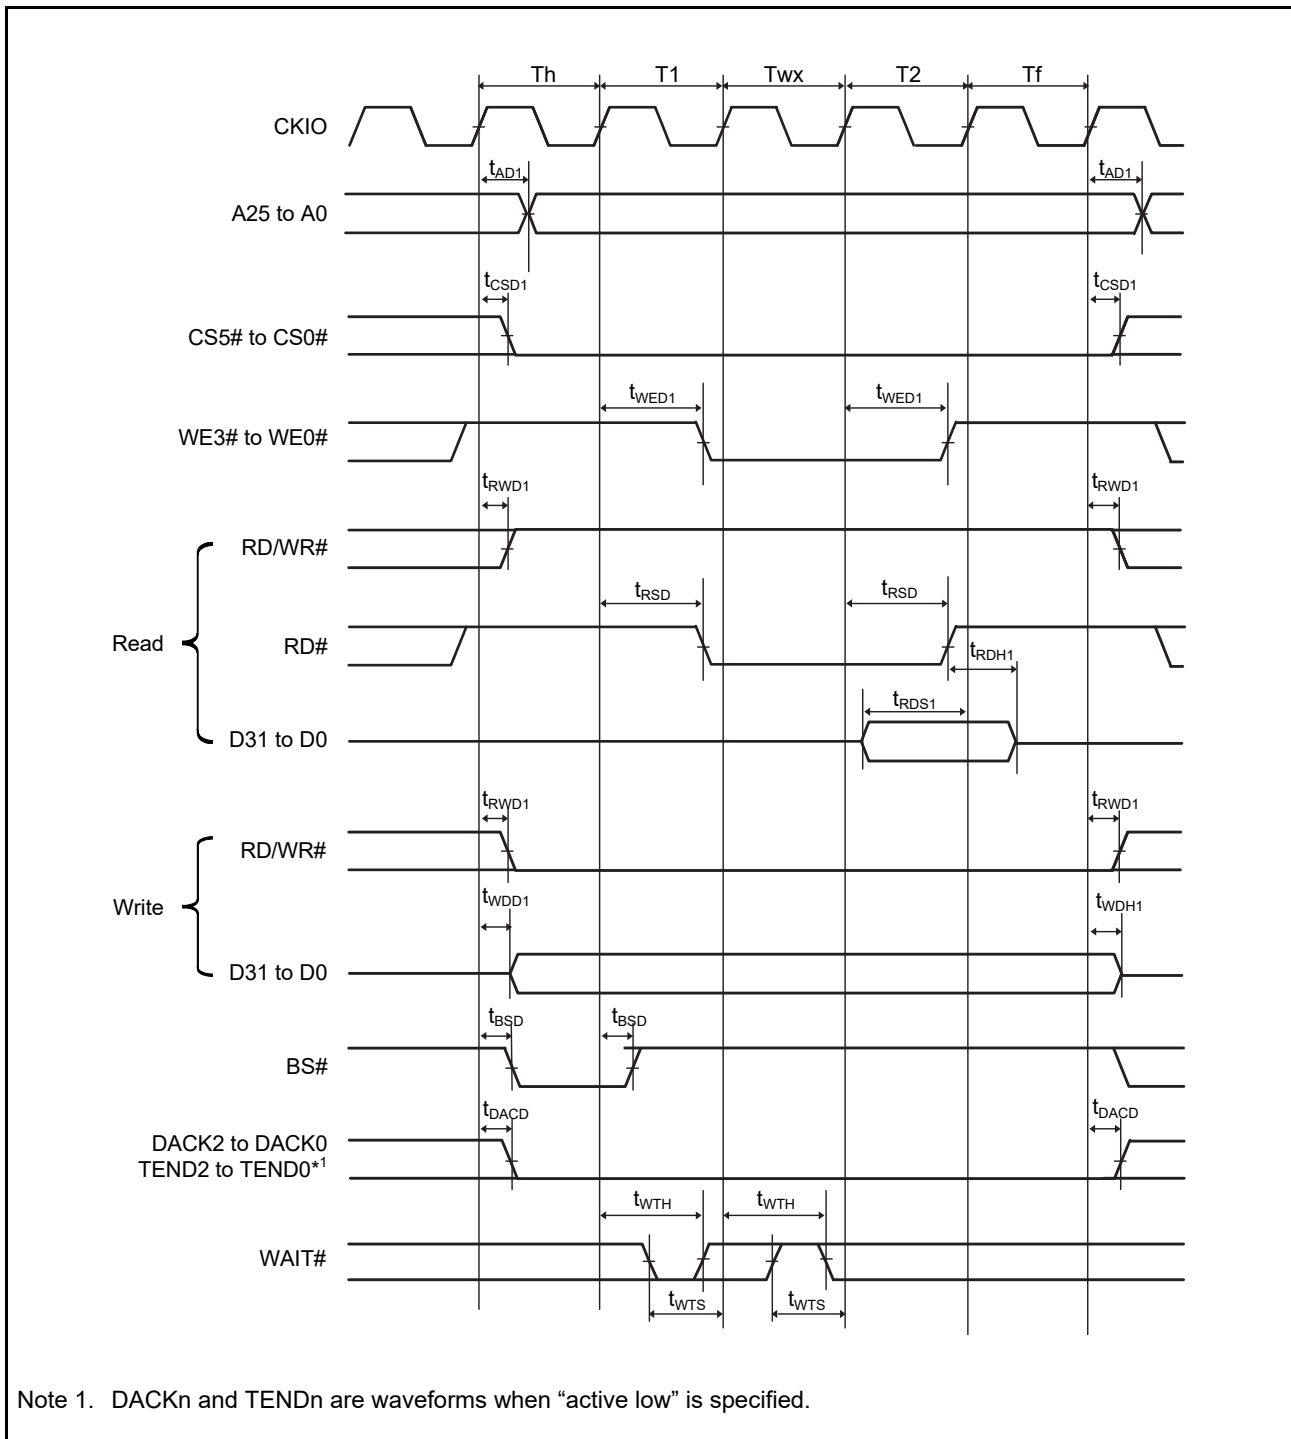 Th T1 Twx T2 Tf
CKIO
tAD1 tAD1
A25 to A0
tCSD1 tCSD1
CS5# to CS0#
tWED1 tWED1
WE3# to WE0#
tRWD1 tRWD1
RD/WR#
tRSD tRSD
Read RD#
tRDH1
tRDS1
D31 to D0
tRWD1 tRWD1
RD/WR#
Write
tWDD1 tWDH1
D31 to D0
tBSD tBSD
BS#
tDACD tDACD
DACK2 to DACK0
TEND2 to TEND0*1
tWTH tWTH
WAIT#
tWTS tWTS
Note 1. DACKn and TENDn are waveforms when “active low” is specified.